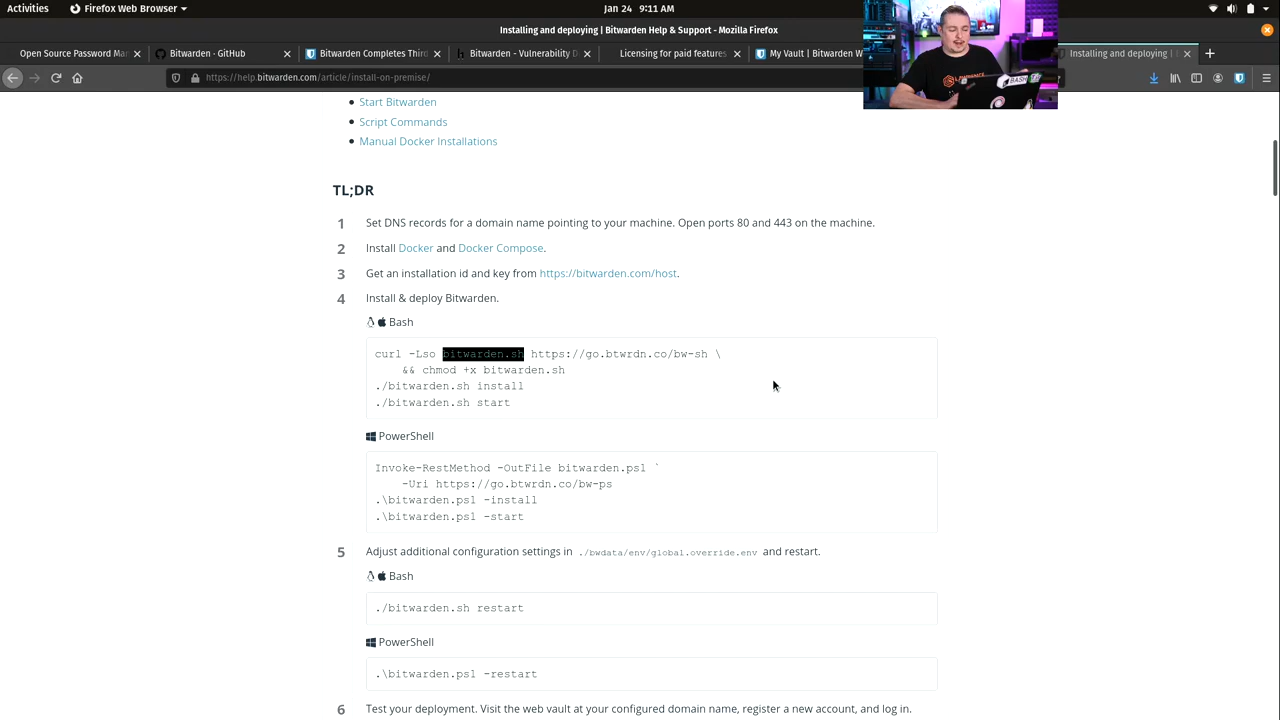 Activities
Firefox Web Browser
Jan 24 9:11 AM
Installing and deploying | Bitwarden Help & Support - Mozilla Firefox
Open Source Password Mar
Bitwarden · GitHub
Completes Third
Bitwarden - Vulnerability D
Licensing for paid features
My Vault | Bitwarden W
Installing and deploying |
https://help.bitwarden.com/article/install-on-premise/
LAWRENCE
BASH
Start Bitwarden
Script Commands
Manual Docker Installations
TL;DR
1 Set DNS records for a domain name pointing to your machine. Open ports 80 and 443 on the machine.
2 Install Docker and Docker Compose.
3 Get an installation id and key from https://bitwarden.com/host.
4 Install & deploy Bitwarden.
Bash
curl -Lso bitwarden.sh https://go.btwrdn.co/bw-sh \
&& chmod +x bitwarden.sh
./bitwarden.sh install
./bitwarden.sh start
PowerShell
Invoke-RestMethod -OutFile bitwarden.ps1 `
-Uri https://go.btwrdn.co/bw-ps
.\bitwarden.ps1 -install
.\bitwarden.ps1 -start
5 Adjust additional configuration settings in ./bwdata/env/global.override.env and restart.
Bash
./bitwarden.sh restart
PowerShell
.\bitwarden.ps1 -restart
6 Test your deployment. Visit the web vault at your configured domain name, register a new account, and log in.